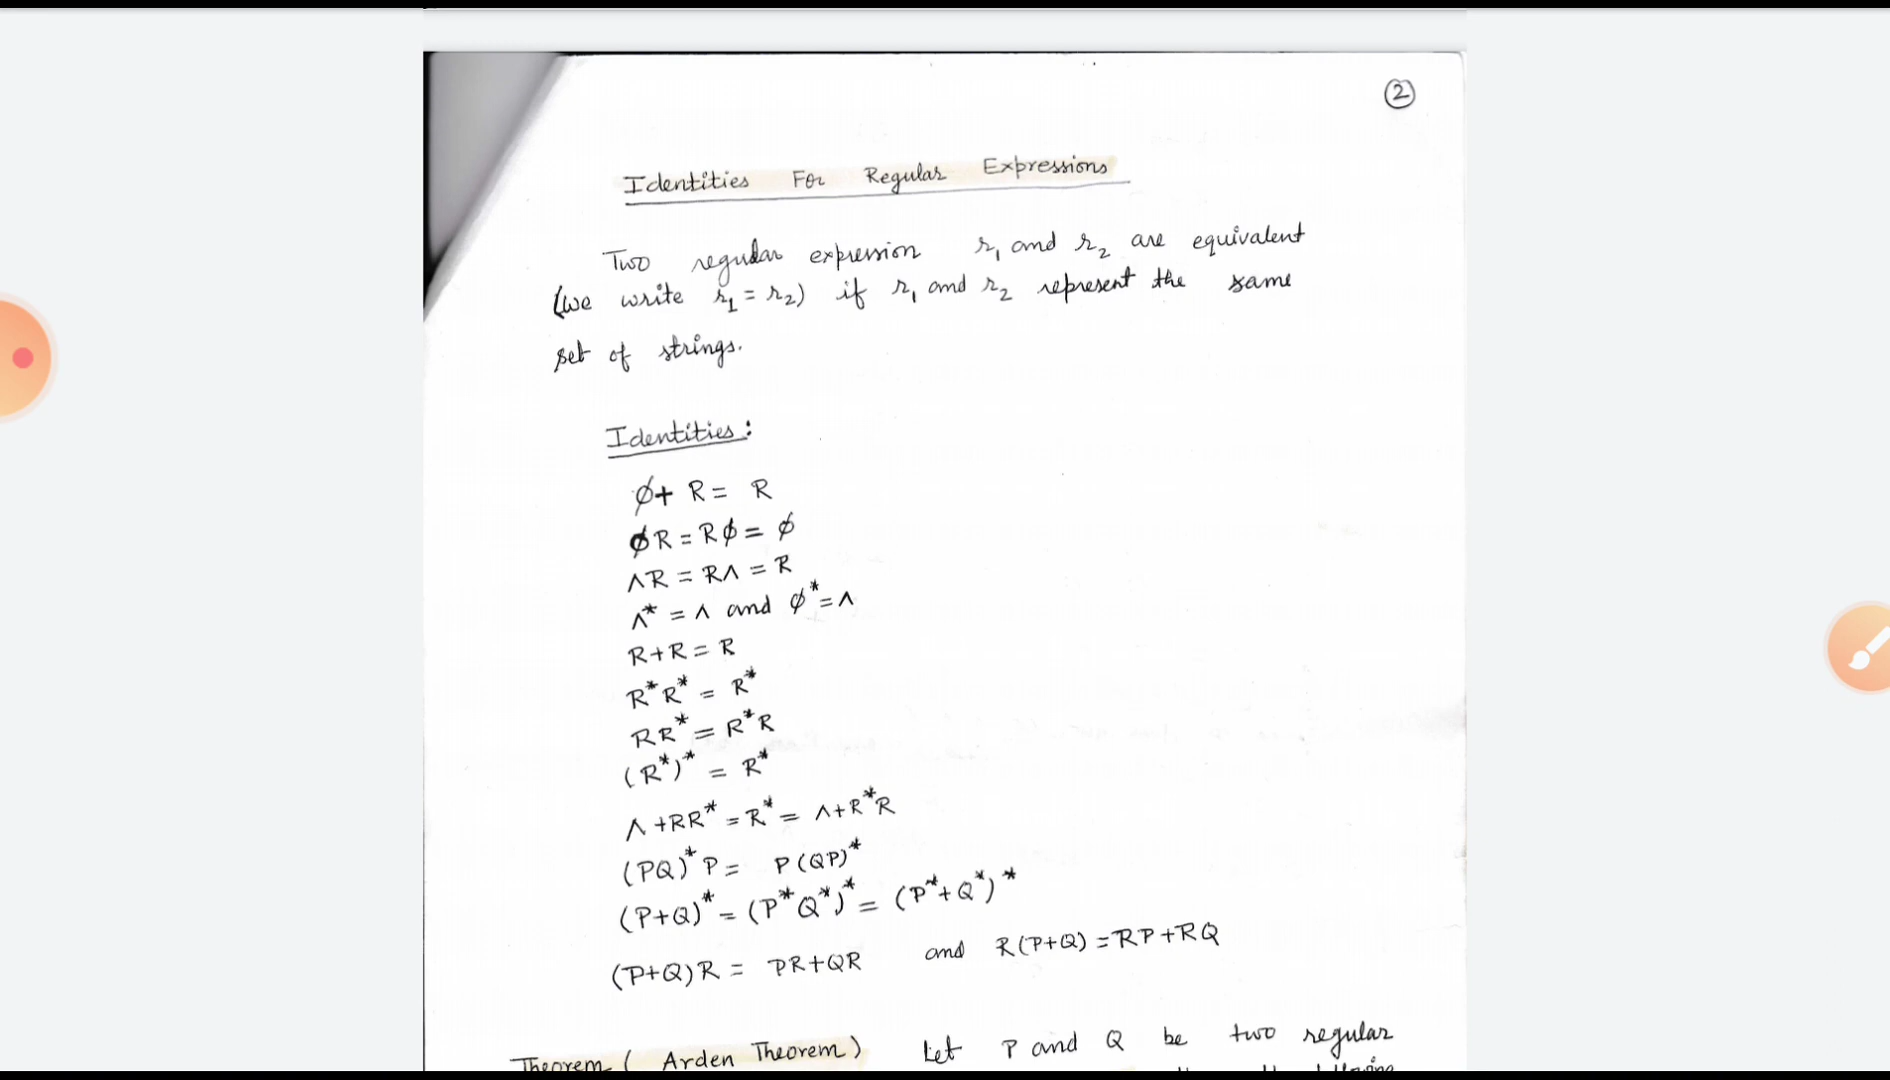 2
Identities For Regular Expressions
Two regular expression r₁ and r₂ are equivalent
(we write r₁ = r₂) if r₁ and r₂ represent the same
set of strings.
Identities:
∅ + R = R
∅R = R∅ = ∅
ΛR = RΛ = R
Λ* = Λ and ∅* = Λ
R + R = R
R*R* = R*
RR* = R*R
(R*)* = R*
Λ + RR* = R* = Λ + R*R
(PQ)*P = P(QP)*
(P+Q)* = (P*Q*)* = (P*+Q*)*
(P+Q)R = PR+QR and R(P+Q) = RP+RQ
Theorem (Arden Theorem) Let P and Q be two regular